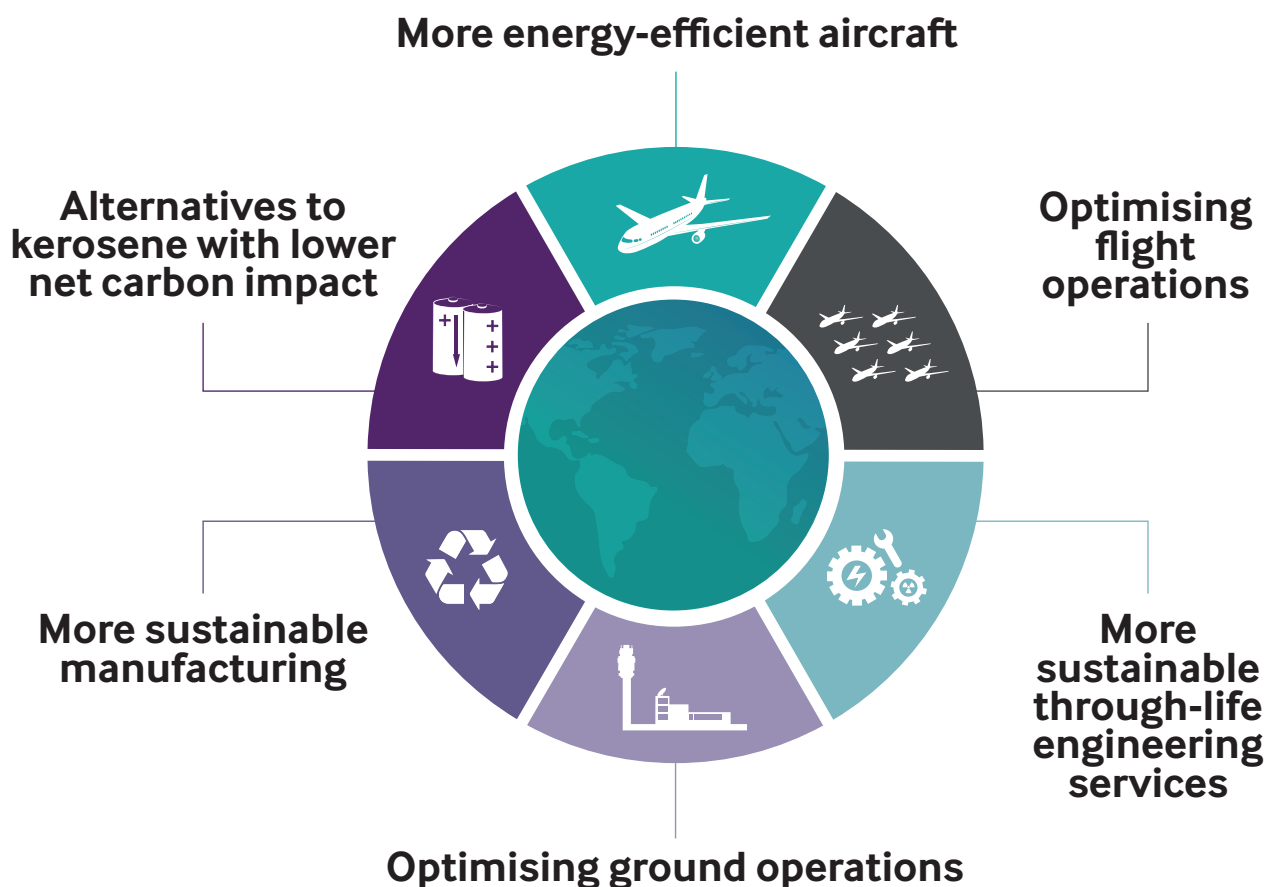 More energy-efficient aircraft
Alternatives to
kerosene with lower
net carbon impact
Optimising
flight
operations
+
+
+
+
More sustainable
manufacturing
More
sustainable
through-life
engineering
services
Optimising ground operations